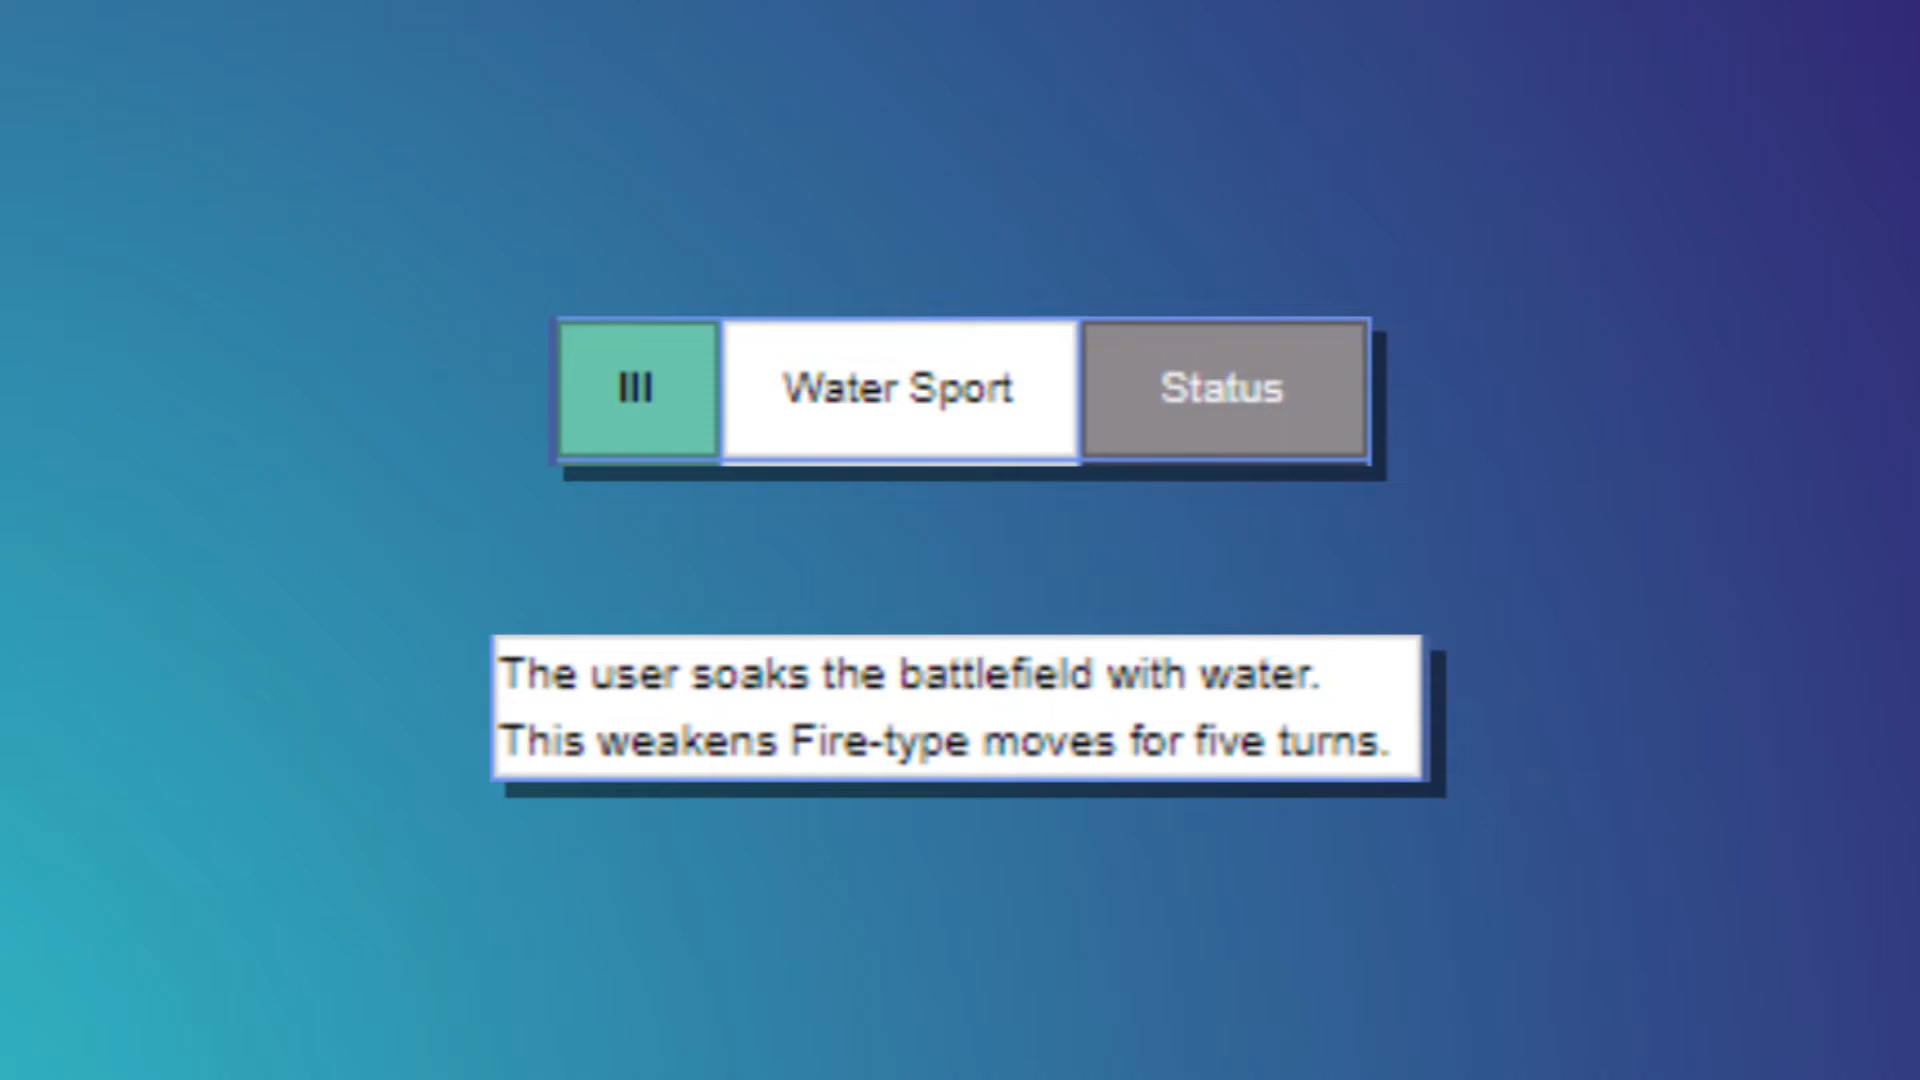 III Water Sport Status
The user soaks the battlefield with water.
This weakens Fire-type moves for five turns.